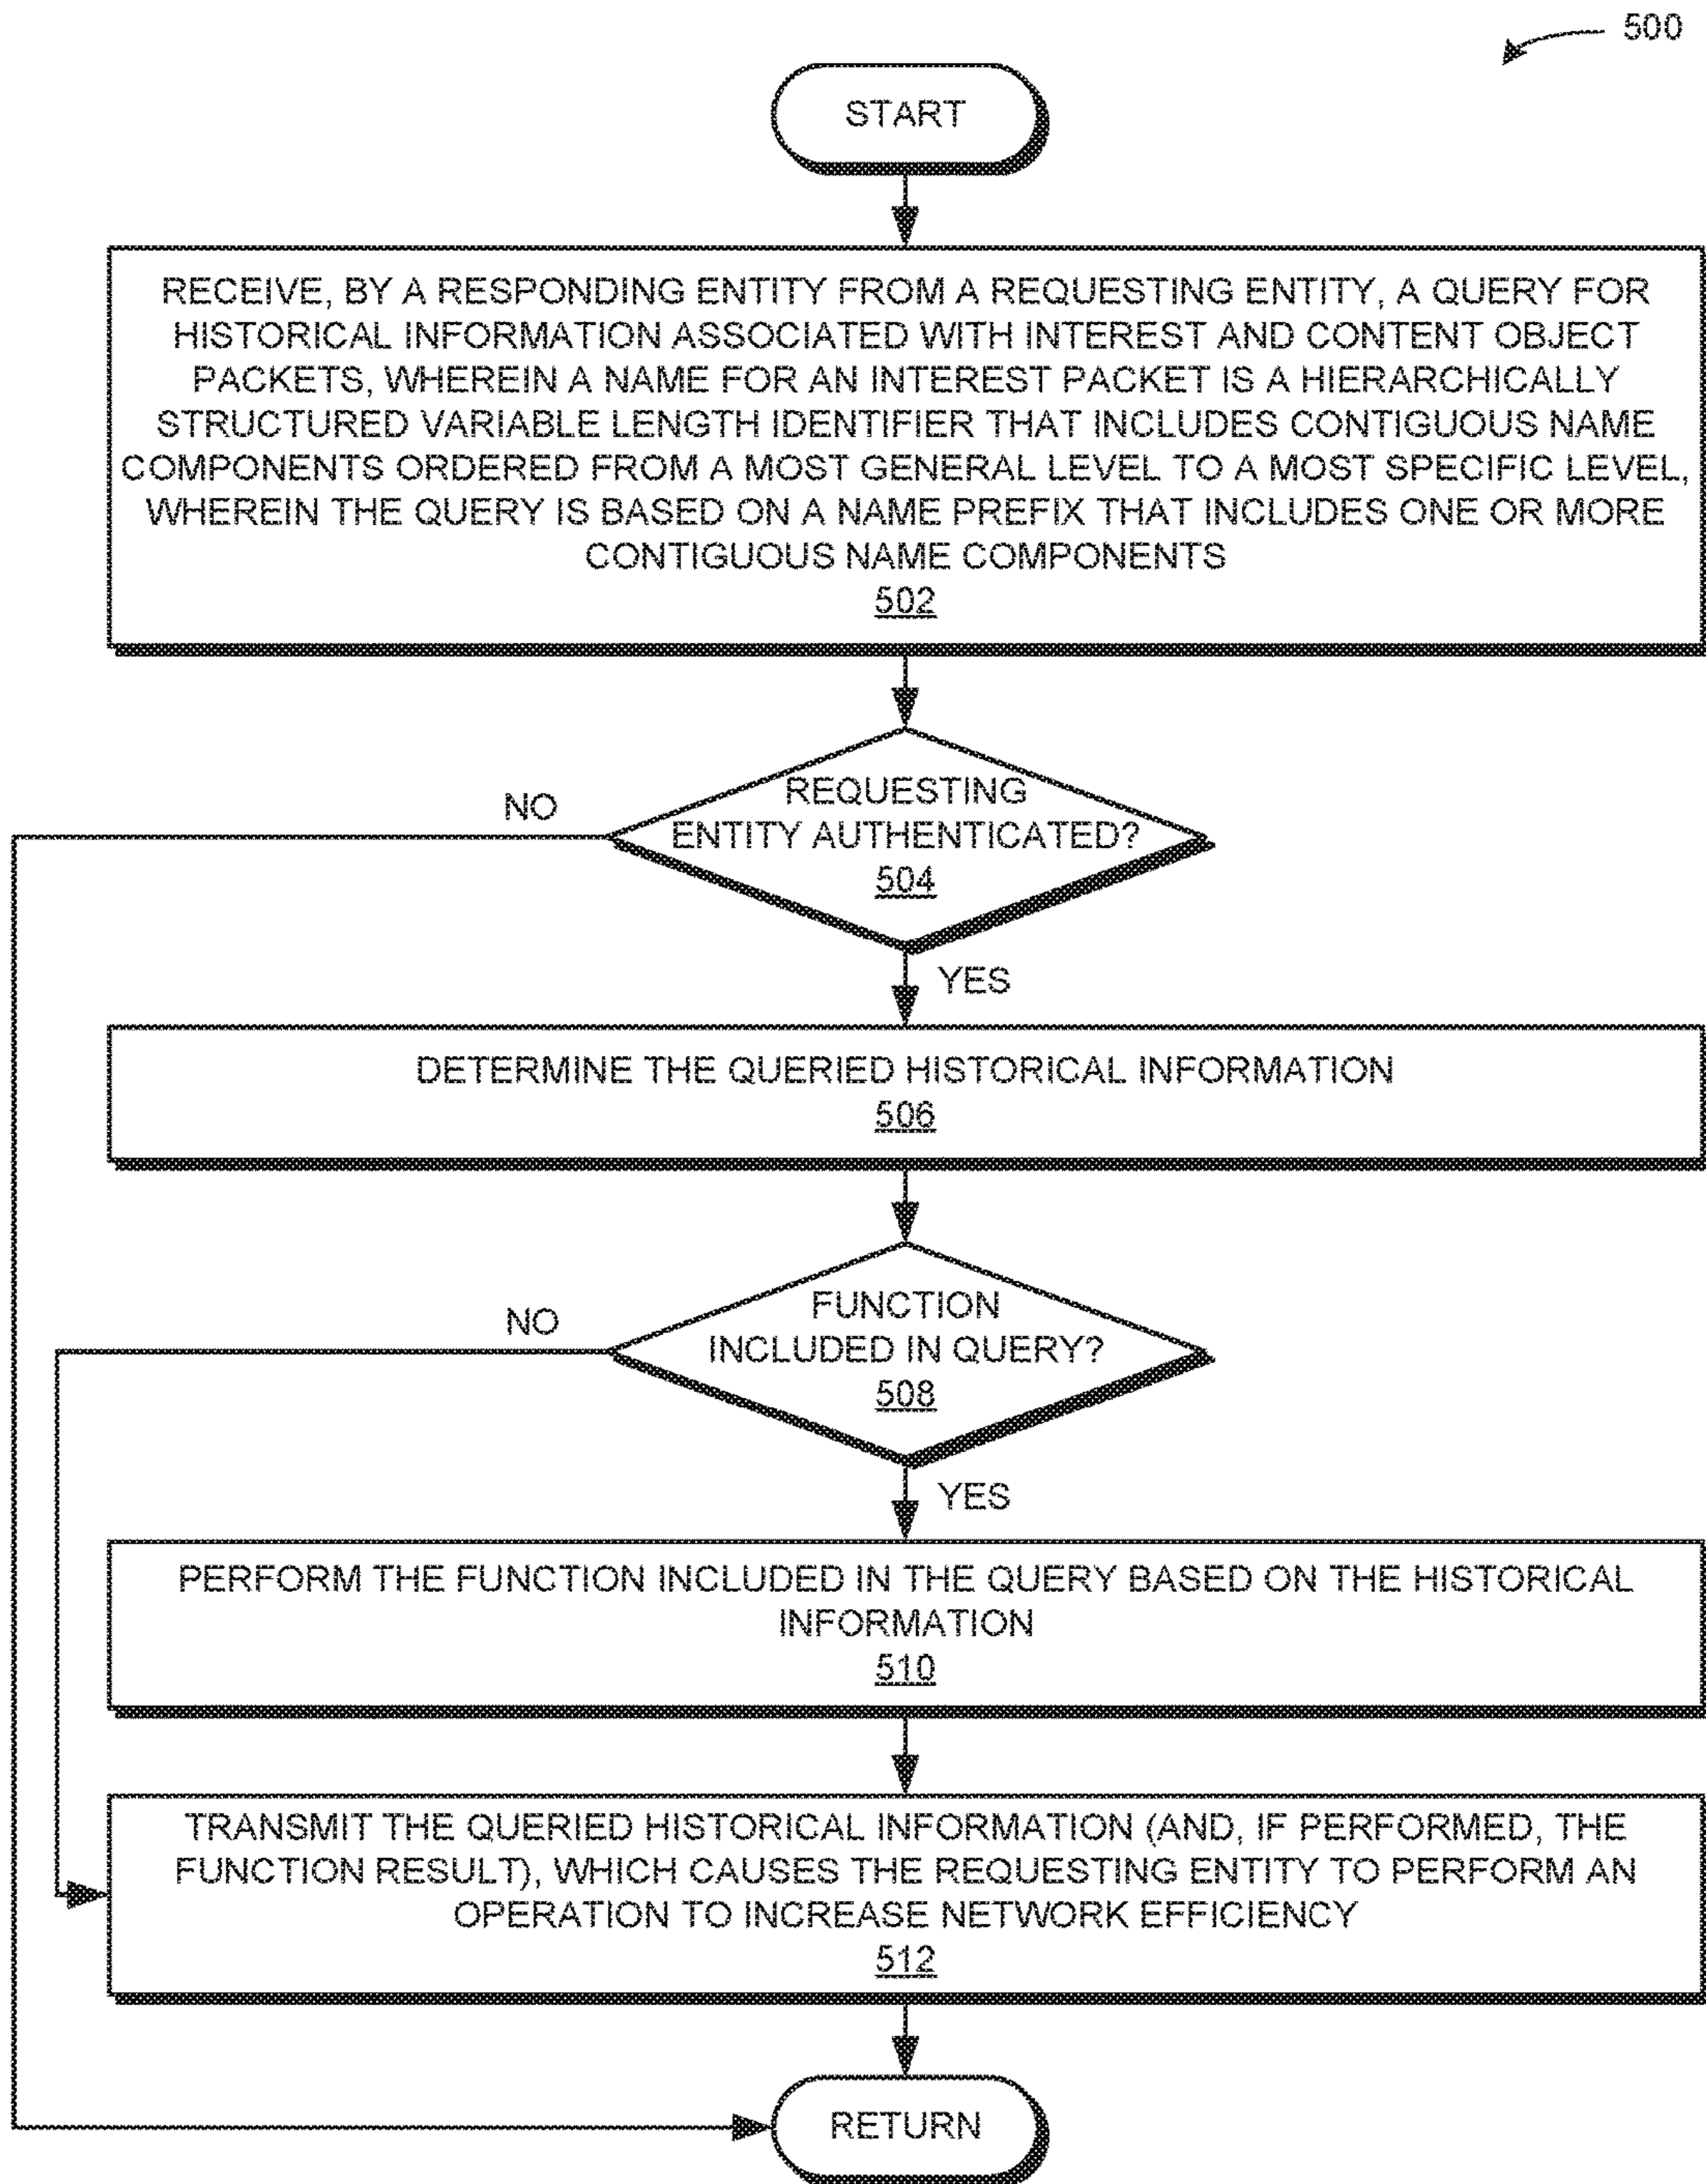 500
START
RECEIVE, BY A RESPONDING ENTITY FROM A REQUESTING ENTITY, A QUERY FOR
HISTORICAL INFORMATION ASSOCIATED WITH INTEREST AND CONTENT OBJECT
PACKETS, WHEREIN A NAME FOR AN INTEREST PACKET IS A HIERARCHICALLY
STRUCTURED VARIABLE LENGTH IDENTIFIER THAT INCLUDES CONTIGUOUS NAME
COMPONENTS ORDERED FROM A MOST GENERAL LEVEL TO A MOST SPECIFIC LEVEL,
WHEREIN THE QUERY IS BASED ON A NAME PREFIX THAT INCLUDES ONE OR MORE
CONTIGUOUS NAME COMPONENTS
502
NO
REQUESTING
ENTITY AUTHENTICATED?
504
YES
DETERMINE THE QUERIED HISTORICAL INFORMATION
506
NO
FUNCTION
INCLUDED IN QUERY?
508
YES
PERFORM THE FUNCTION INCLUDED IN THE QUERY BASED ON THE HISTORICAL
INFORMATION
510
TRANSMIT THE QUERIED HISTORICAL INFORMATION (AND, IF PERFORMED, THE
FUNCTION RESULT), WHICH CAUSES THE REQUESTING ENTITY TO PERFORM AN
OPERATION TO INCREASE NETWORK EFFICIENCY
512
RETURN